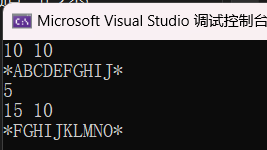 Microsoft Visual Studio 调试控制台
10 10
*ABCDEFGHIJ*
5
15 10
*FGHIJKLMNO*